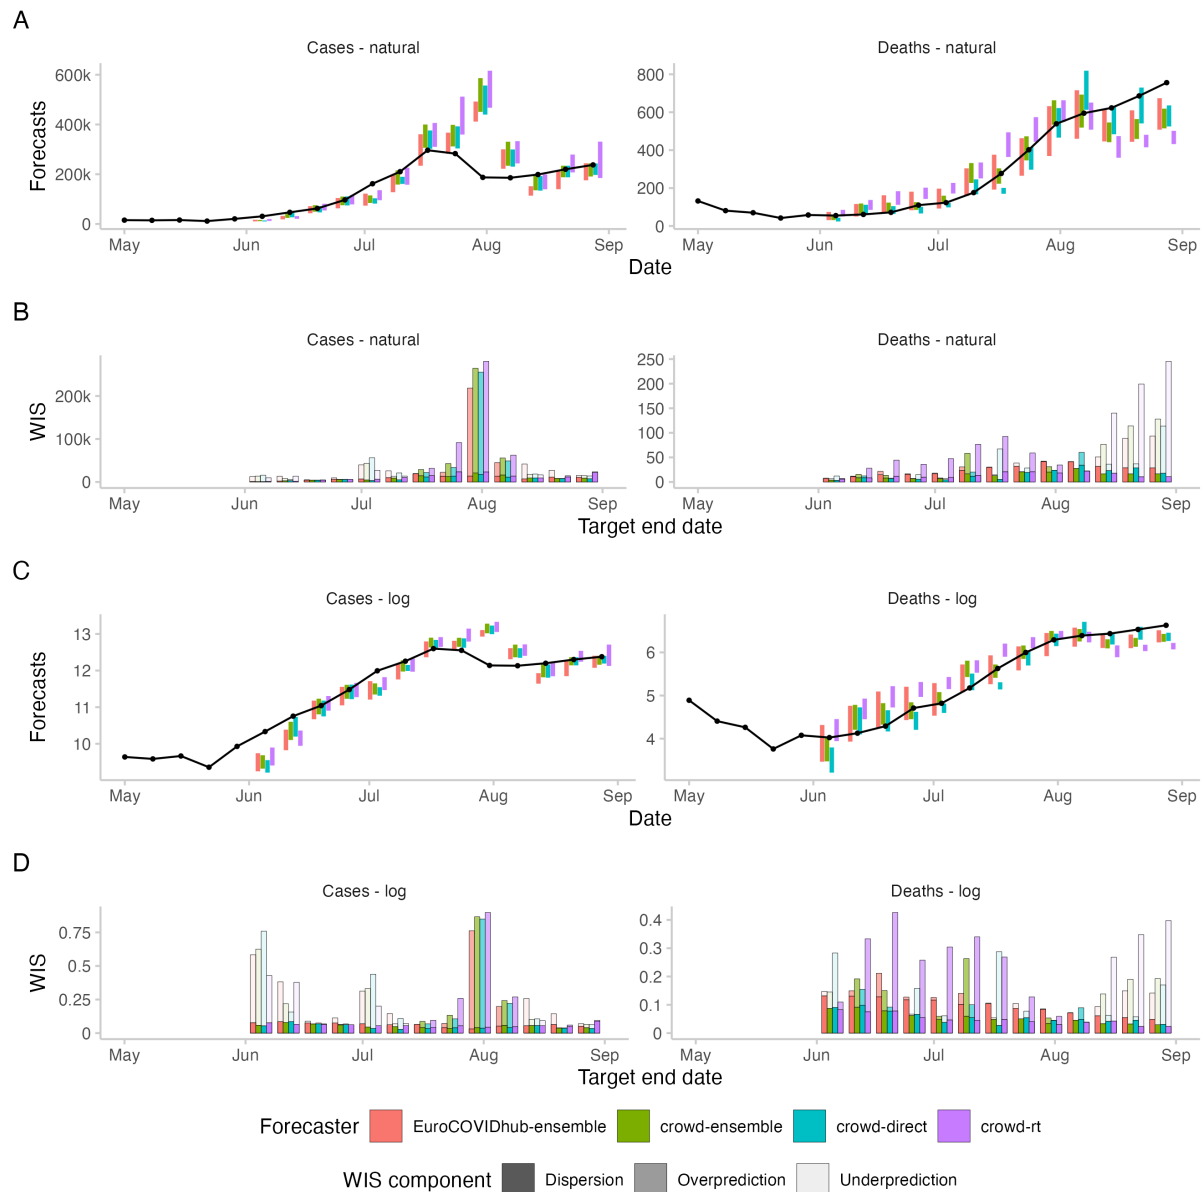 A
Cases - natural
Deaths - natural
Forecasts
600k
400k
200k
0
800
600
400
200
0
May
Jun
Jul
Aug
Sep
May
Jun
Jul
Aug
Sep
Date
B
Cases - natural
Deaths - natural
WIS
200k
100k
0
250
200
150
100
50
0
May
Jun
Jul
Aug
Sep
May
Jun
Jul
Aug
Sep
Target end date
C
Cases - log
Deaths - log
Forecasts
13
12
11
10
6
5
4
May
Jun
Jul
Aug
Sep
May
Jun
Jul
Aug
Sep
Date
D
Cases - log
Deaths - log
WIS
0.75
0.5
0.25
0
0.4
0.3
0.2
0.1
0
May
Jun
Jul
Aug
Sep
May
Jun
Jul
Aug
Sep
Target end date
Forecaster EuroCOVIDhub-ensemble crowd-ensemble crowd-direct crowd-rt
WIS component Dispersion Overprediction Underprediction